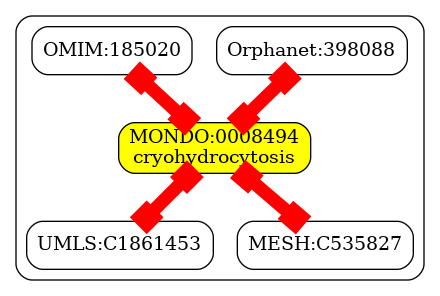 OMIM:185020
Orphanet:398088
MONDO:0008494
cryohydrocytosis
UMLS:C1861453
MESH:C535827